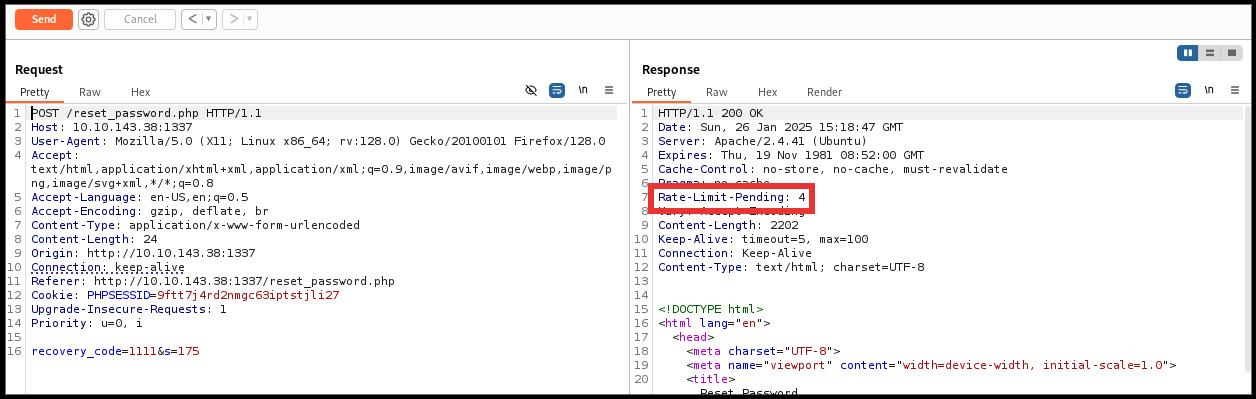 Send Cancel < >
Request
Pretty Raw Hex \n
1 POST /reset_password.php HTTP/1.1
2 Host: 10.10.143.38:1337
3 User-Agent: Mozilla/5.0 (X11; Linux x86_64; rv:128.0) Gecko/20100101 Firefox/128.0
4 Accept:
text/html,application/xhtml+xml,application/xml;q=0.9,image/avif,image/webp,image/p
ng,image/svg+xml,*/*;q=0.8
5 Accept-Language: en-US,en;q=0.5
6 Accept-Encoding: gzip, deflate, br
7 Content-Type: application/x-www-form-urlencoded
8 Content-Length: 24
9 Origin: http://10.10.143.38:1337
10 Connection: keep-alive
11 Referer: http://10.10.143.38:1337/reset_password.php
12 Cookie: PHPSESSID=9ftt7j4rd2nmgc63iptstjli27
13 Upgrade-Insecure-Requests: 1
14 Priority: u=0, i
15
16 recovery_code=1111&s=175
Response
Pretty Raw Hex Render \n
1 HTTP/1.1 200 OK
2 Date: Sun, 26 Jan 2025 15:18:47 GMT
3 Server: Apache/2.4.41 (Ubuntu)
4 Expires: Thu, 19 Nov 1981 08:52:00 GMT
5 Cache-Control: no-store, no-cache, must-revalidate
6 Pragma: no-cache
7 Rate-Limit-Pending: 4
8 Vary: Accept-Encoding
9 Content-Length: 2202
10 Keep-Alive: timeout=5, max=100
11 Connection: Keep-Alive
12 Content-Type: text/html; charset=UTF-8
13
14
15 <!DOCTYPE html>
16 <html lang="en">
17 <head>
18 <meta charset="UTF-8">
19 <meta name="viewport" content="width=device-width, initial-scale=1.0">
20 <title>
Reset Password